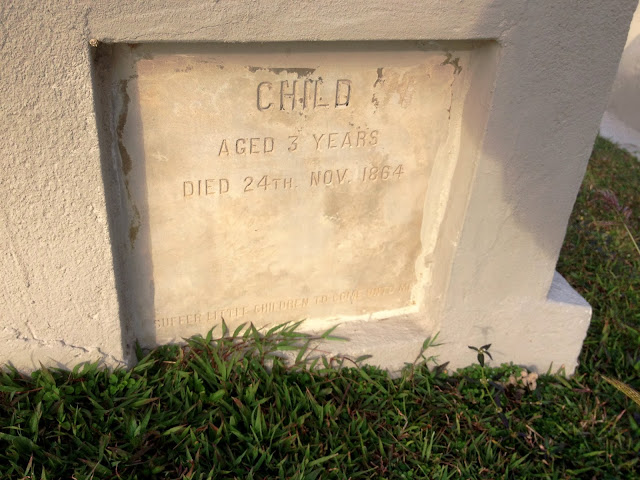 CHILD
AGED 3 YEARS
DIED 24TH. NOV. 1864
SUFFER LITTLE CHILDREN TO COME UNTO ME